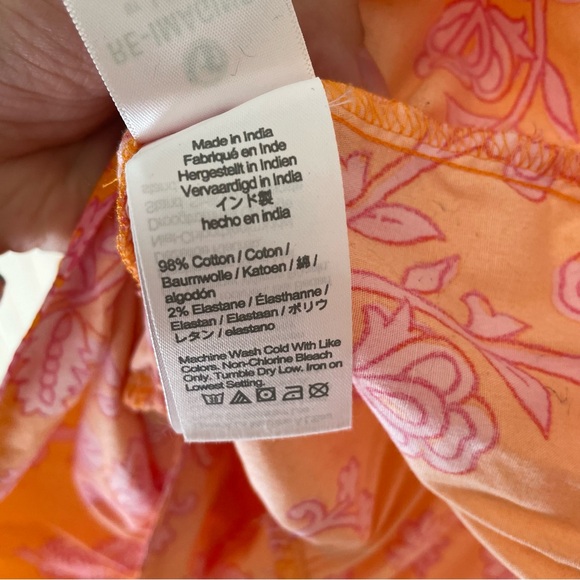 RE-IMAGINE
Made in India
Fabriqué en Inde
Hergestellt in Indien
Vervaardigd in India
インド製
hecho en india
98% Cotton / Coton /
Baumwolle / Katoen / 綿 /
algodón
2% Elastane / Élasthanne /
Elastan / Elastaan / ポリウ
レタン / elastano
Machine Wash Cold With Like
Colors. Non-Chlorine Bleach
Only. Tumble Dry Low. Iron on
Lowest Setting.